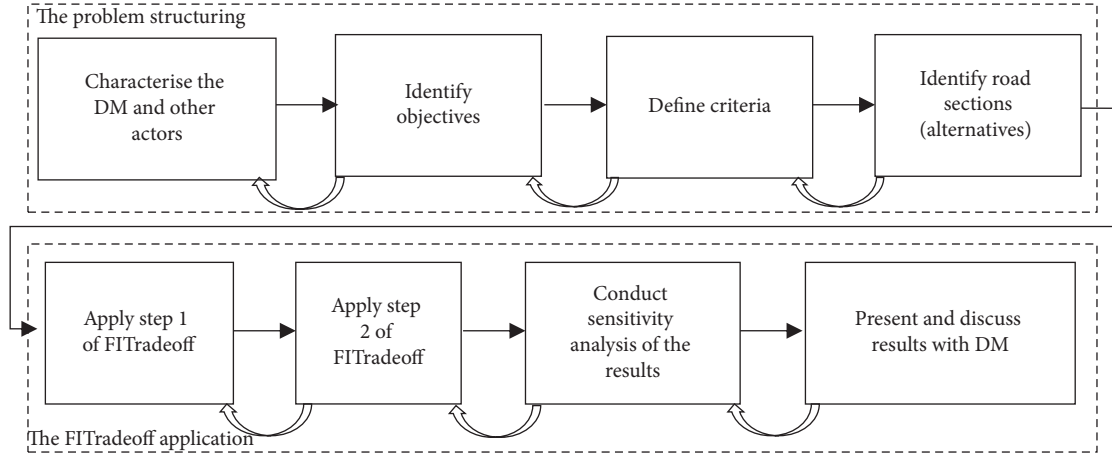 The problem structuring
Characterise the
DM and other
actors
Identify
objectives
Define criteria
Identify road
sections
(alternatives)
Apply step 1
of FITradeoff
Apply step
2 of
FITradeoff
Conduct
sensitivity
analysis of the
results
Present and discuss
results with DM
The FITradeoff application